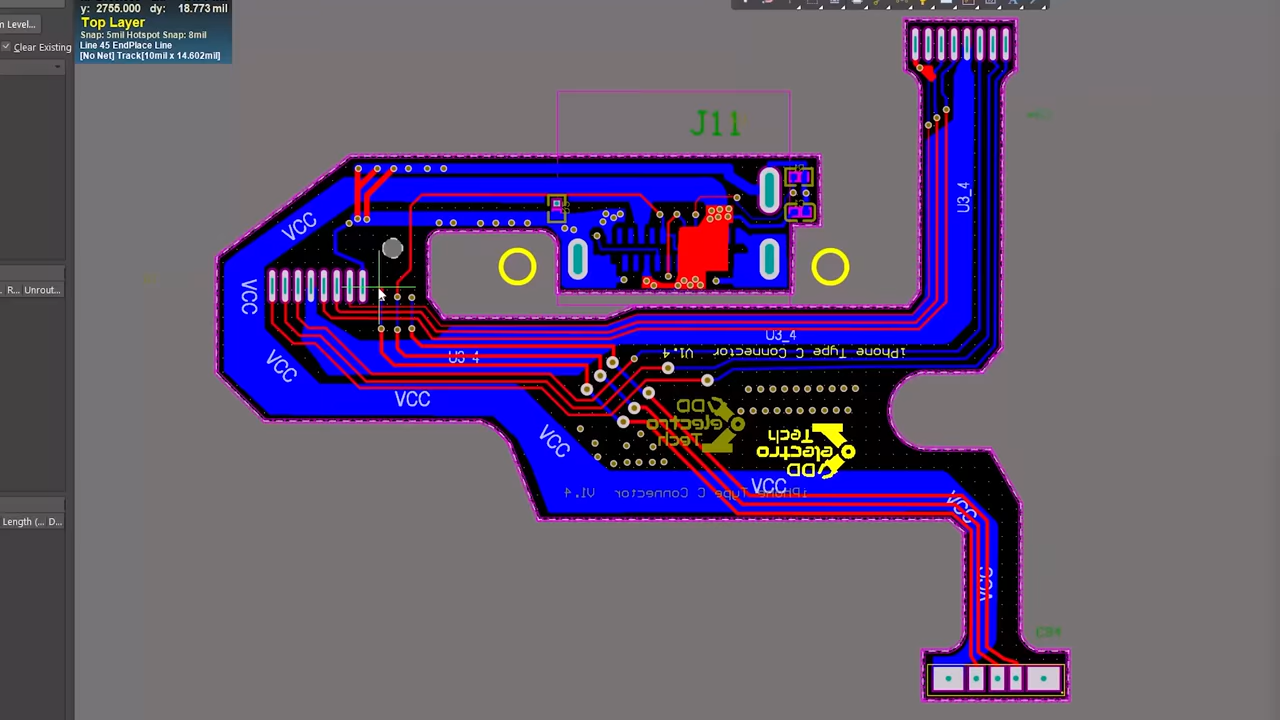 y: 2755.000 dy: 18.773 mil
Top Layer
Snap: 5mil Hotspot Snap: 8mil
Line 45 EndPlace Line
[No Net] Track[10mil x 14.602mil]
m Level...
Clear Existing
R... Unrout...
Length (... D...
J11
VCC
VCC
VCC
VCC
VCC
VCC
VCC
VCC
U3_4
U3_4
U3_4
iPhone Type C Connector V1.4
DD
electro
Tech
DD
electro
Tech
iPhone Type C Connector V1.4